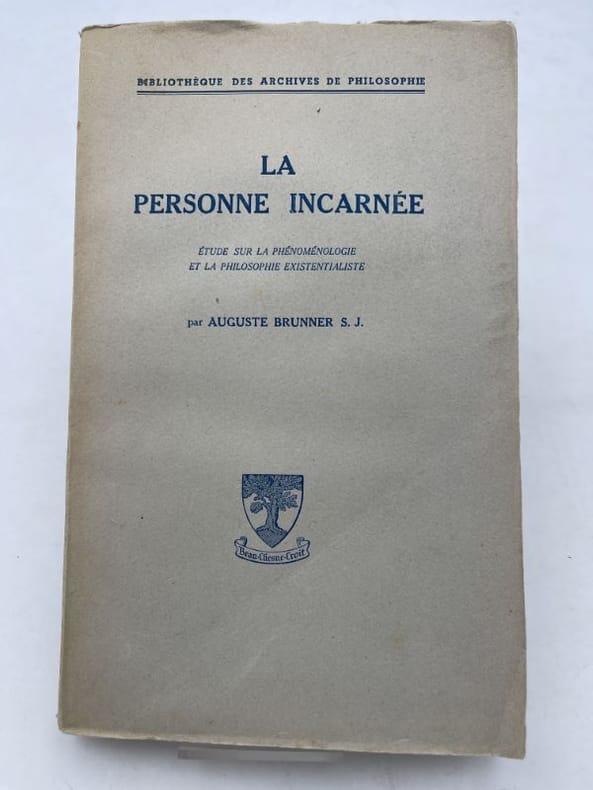 BIBLIOTHÈQUE DES ARCHIVES DE PHILOSOPHIE
LA
PERSONNE INCARNÉE
ÉTUDE SUR LA PHÉNOMÉNOLOGIE
ET LA PHILOSOPHIE EXISTENTIALISTE
par AUGUSTE BRUNNER S. J.
Beau-Chesne-Croit